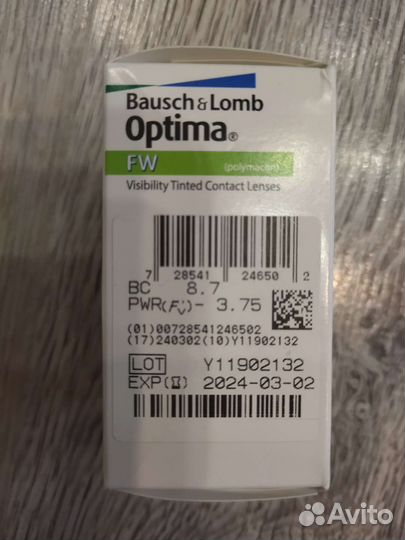 Bausch & Lomb
Optima®
FW (polymacon)
Visibility Tinted Contact Lenses
7 28541 24650 2
BC 8.7
PWR(F'v)- 3.75
(01)00728541246502
(17)240302(10)Y11902132
LOT Y11902132
EXP 2024-03-02
Avito